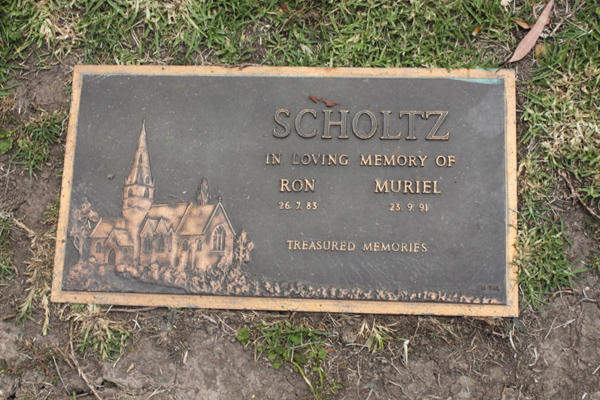 SCHOLTZ
IN LOVING MEMORY OF
RON MURIEL
26.7.83 23.9.91
TREASURED MEMORIES